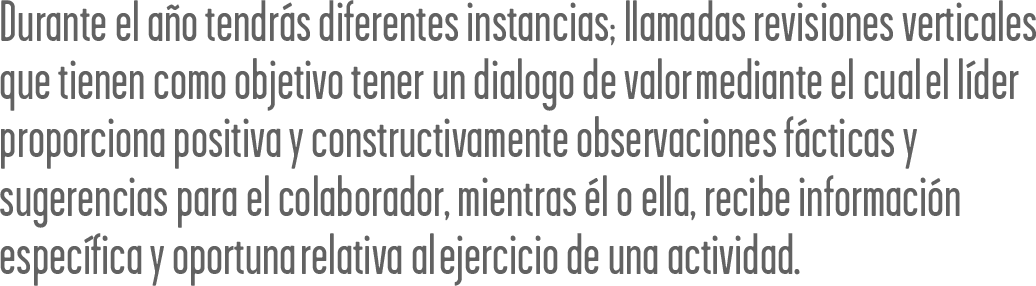 Durante el año tendrás diferentes instancias; llamadas revisiones verticales
que tienen como objetivo tener un dialogo de valor mediante el cual el líder
proporciona positiva y constructivamente observaciones fácticas y
sugerencias para el colaborador, mientras él o ella, recibe información
específica y oportuna relativa al ejercicio de una actividad.